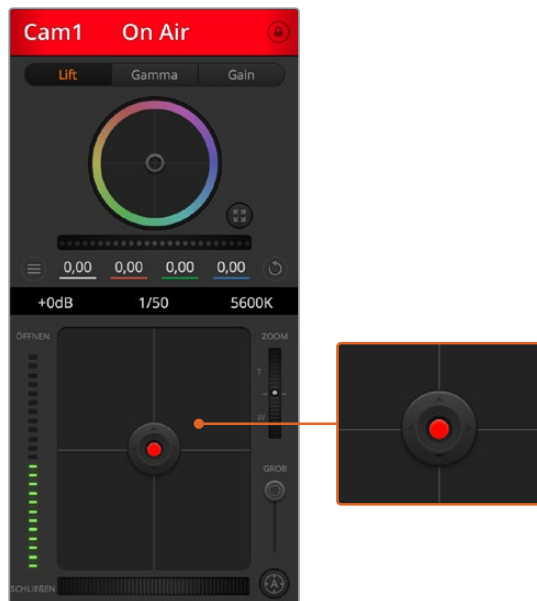 Cam1 On Air
Lift Gamma Gain
0,00 0,00 0,00 0,00
+0dB 1/50 5600K
ÖFFNEN ZOOM
T
W
GROB
SCHLIEßEN A